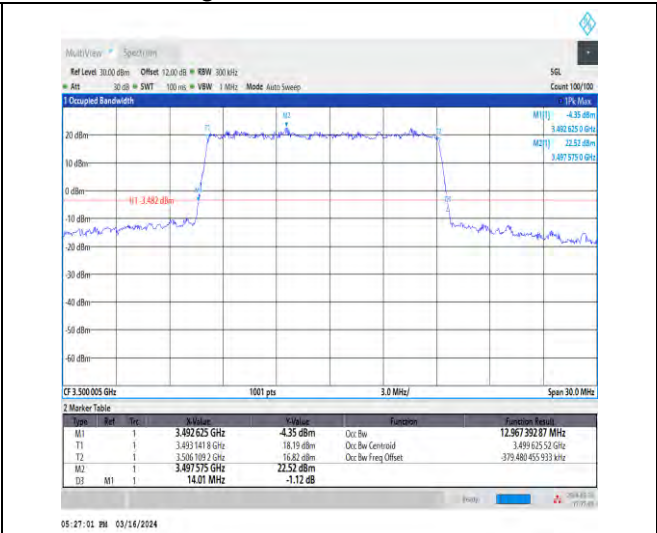 MultiView Spectrum
Ref Level 30.00 dBm Offset 12.00 dB RBW 300 kHz SGL
Att 30 dB SWT 100 ms VBW 1 MHz Mode Auto Sweep Count 100/100
1 Occupied Bandwidth 1Pk Max
M1[1] -4.35 dBm
3.492 625 0 GHz
M2[1] 22.52 dBm
3.497 575 0 GHz
M2
T1
T2
20 dBm
10 dBm
0 dBm
M1
H1 -3.482 dBm
D3
-10 dBm
-20 dBm
-30 dBm
-40 dBm
-50 dBm
-60 dBm
CF 3.500 005 GHz 1001 pts 3.0 MHz/ Span 30.0 MHz
2 Marker Table
Type Ref Trc X-Value Y-Value Function Function Result
M1 1 3.492 625 GHz -4.35 dBm Occ Bw 12.967 392 87 MHz
T1 1 3.493 141 8 GHz 18.19 dBm Occ Bw Centroid 3.499 625 52 GHz
T2 1 3.506 109 2 GHz 16.82 dBm Occ Bw Freq Offset -379.480 455 933 kHz
M2 1 3.497 575 GHz 22.52 dBm
D3 M1 1 14.01 MHz -1.12 dB
05:27:01 PM 03/16/2024